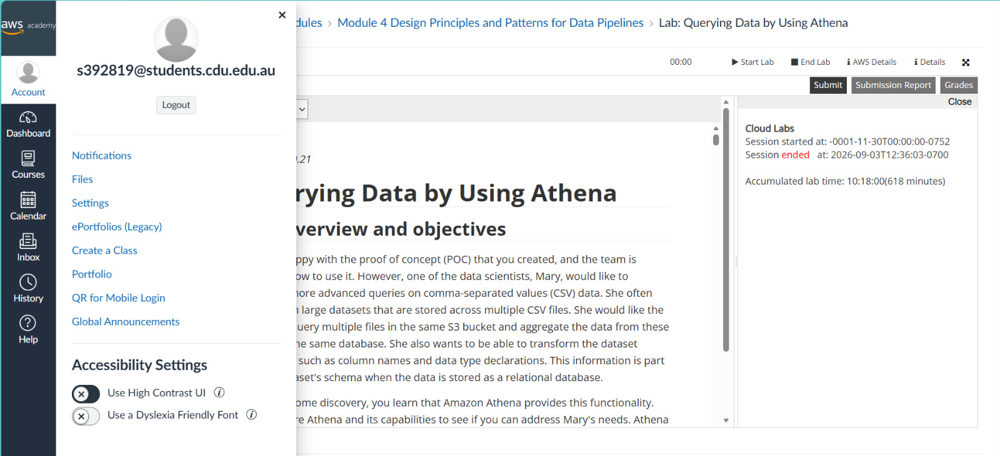 aws academy
Account
Dashboard
Courses
Calendar
Inbox
History
Help
s392819@students.cdu.edu.au
Logout
Notifications
Files
Settings
ePortfolios (Legacy)
Create a Class
Portfolio
QR for Mobile Login
Global Announcements
Accessibility Settings
Use High Contrast UI
Use a Dyslexia Friendly Font
dules › Module 4 Design Principles and Patterns for Data Pipelines › Lab: Querying Data by Using Athena
00:00 Start Lab End Lab AWS Details Details
Submit Submission Report Grades
.21
rying Data by Using Athena
verview and objectives
ppy with the proof of concept (POC) that you created, and the team is
ow to use it. However, one of the data scientists, Mary, would like to
ore advanced queries on comma-separated values (CSV) data. She often
large datasets that are stored across multiple CSV files. She would like the
uery multiple files in the same S3 bucket and aggregate the data from these
he same database. She also wants to be able to transform the dataset
such as column names and data type declarations. This information is part
aset's schema when the data is stored as a relational database.
ome discovery, you learn that Amazon Athena provides this functionality.
re Athena and its capabilities to see if you can address Mary's needs. Athena
Close
Cloud Labs
Session started at: -0001-11-30T00:00:00-0752
Session ended at: 2026-09-03T12:36:03-0700
Accumulated lab time: 10:18:00(618 minutes)